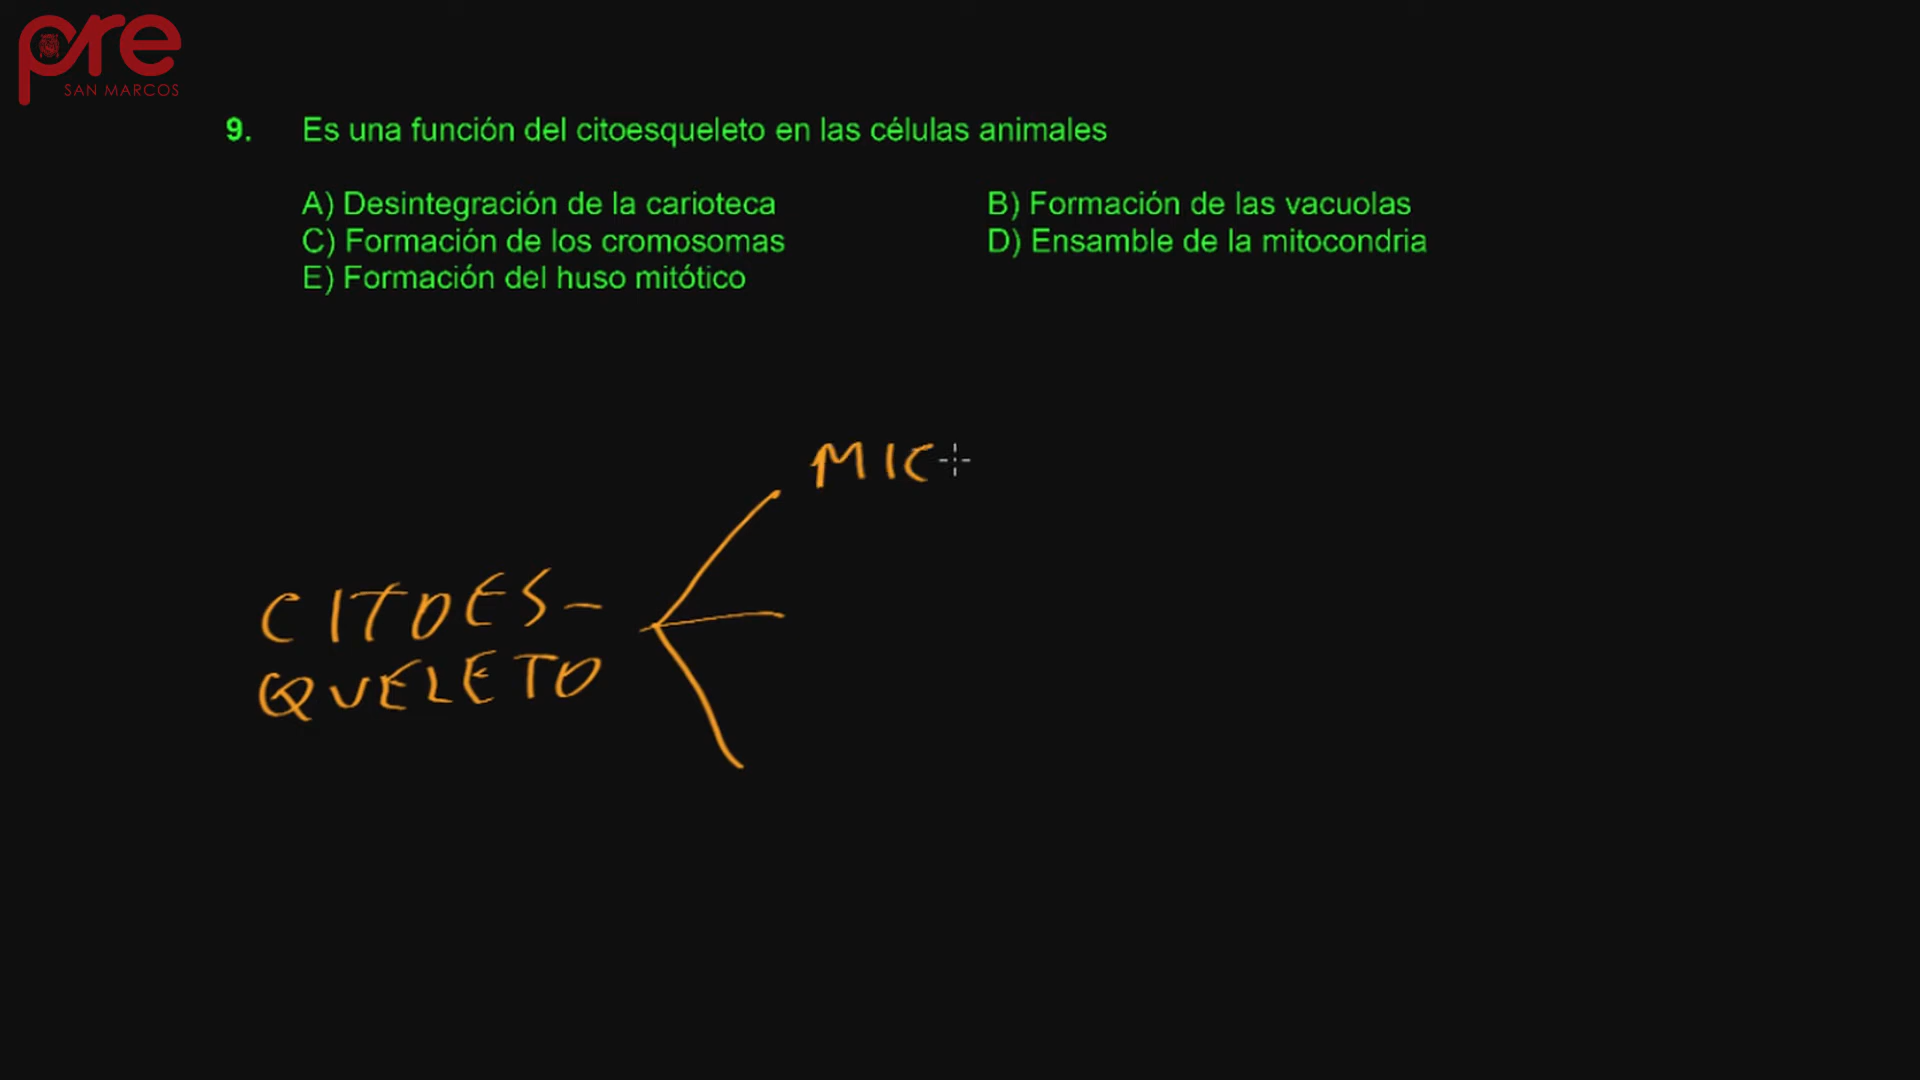 pre
SAN MARCOS
9. Es una función del citoesqueleto en las células animales
A) Desintegración de la carioteca B) Formación de las vacuolas
C) Formación de los cromosomas D) Ensamble de la mitocondria
E) Formación del huso mitótico
MIC
CITOES-
QUELETO